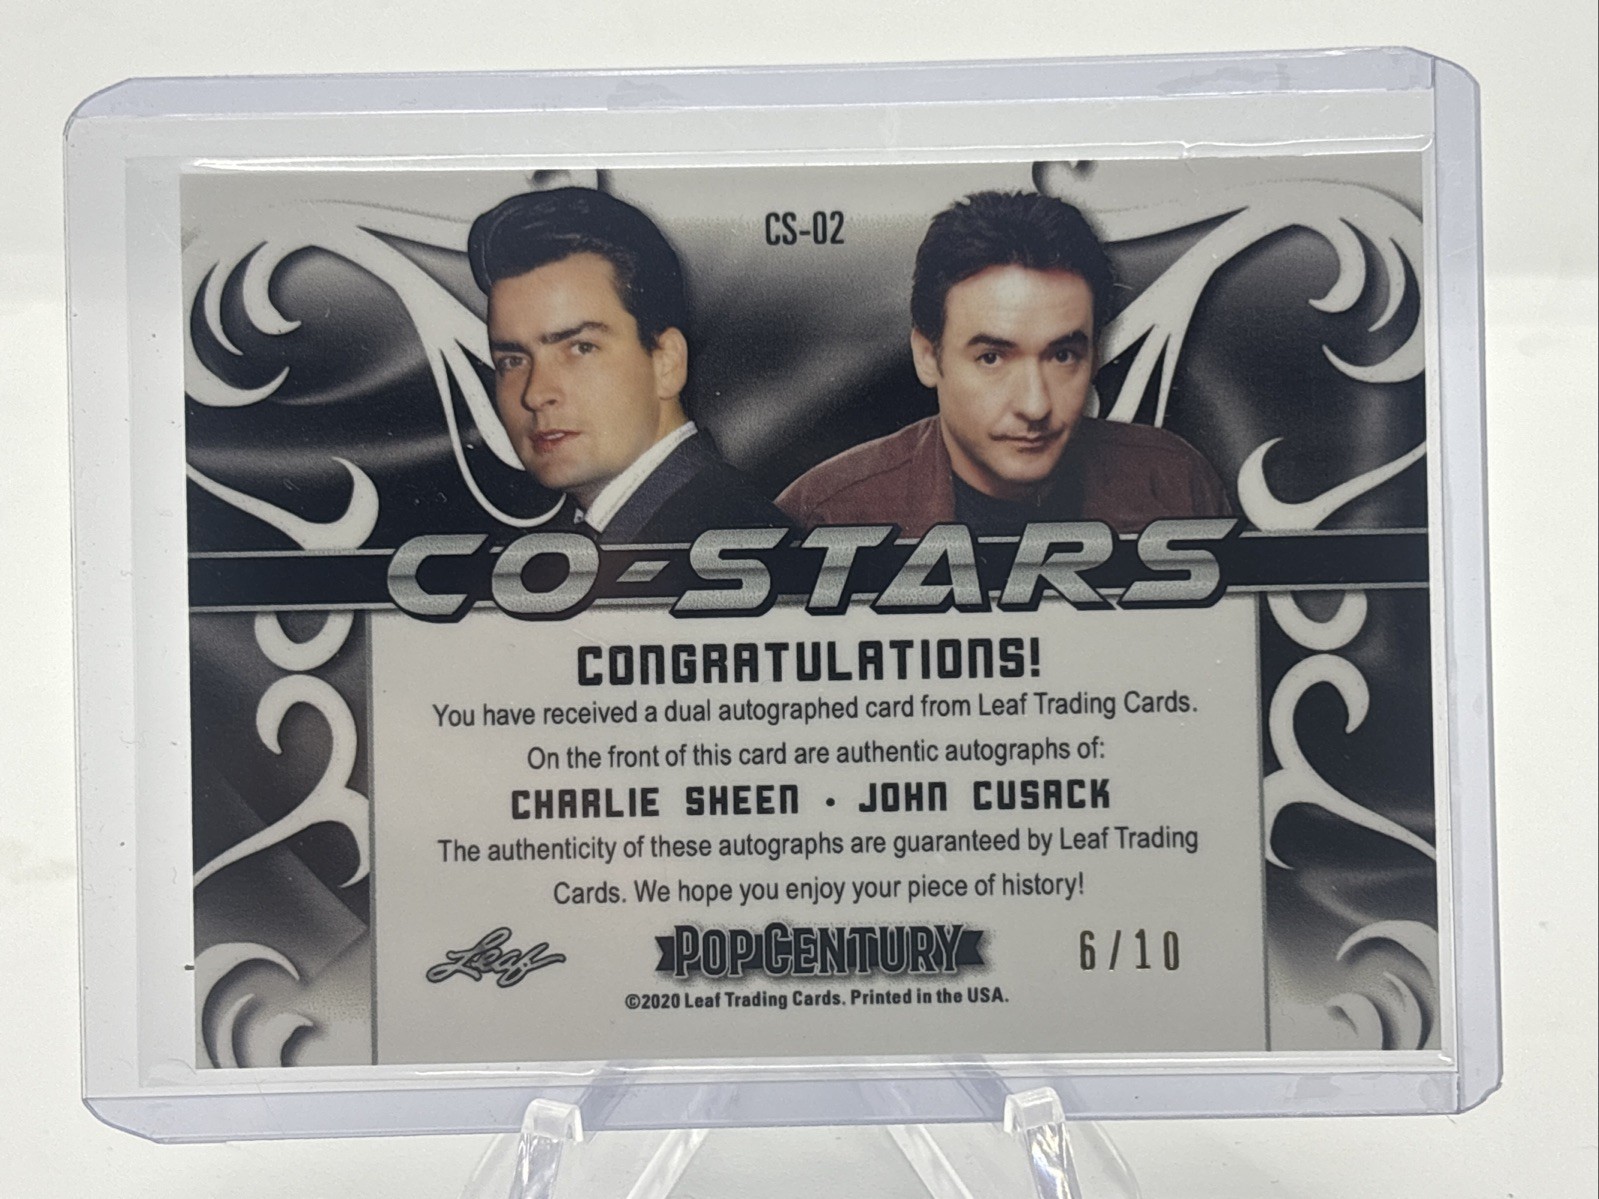 CS-02
CO-STARS
CONGRATULATIONS!
You have received a dual autographed card from Leaf Trading Cards.
On the front of this card are authentic autographs of:
CHARLIE SHEEN • JOHN CUSACK
The authenticity of these autographs are guaranteed by Leaf Trading
Cards. We hope you enjoy your piece of history!
Leaf POP CENTURY 6/10
©2020 Leaf Trading Cards. Printed in the USA.